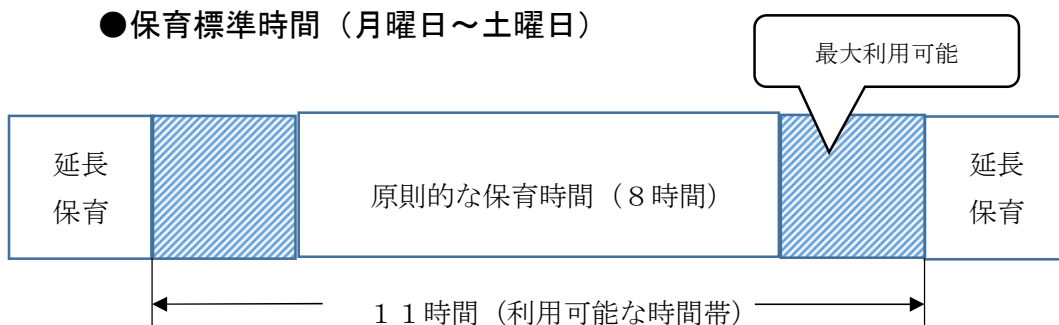 ●保育標準時間（月曜日～土曜日）
最大利用可能
延長
保育
原則的な保育時間（８時間）
延長
保育
１１時間（利用可能な時間帯）